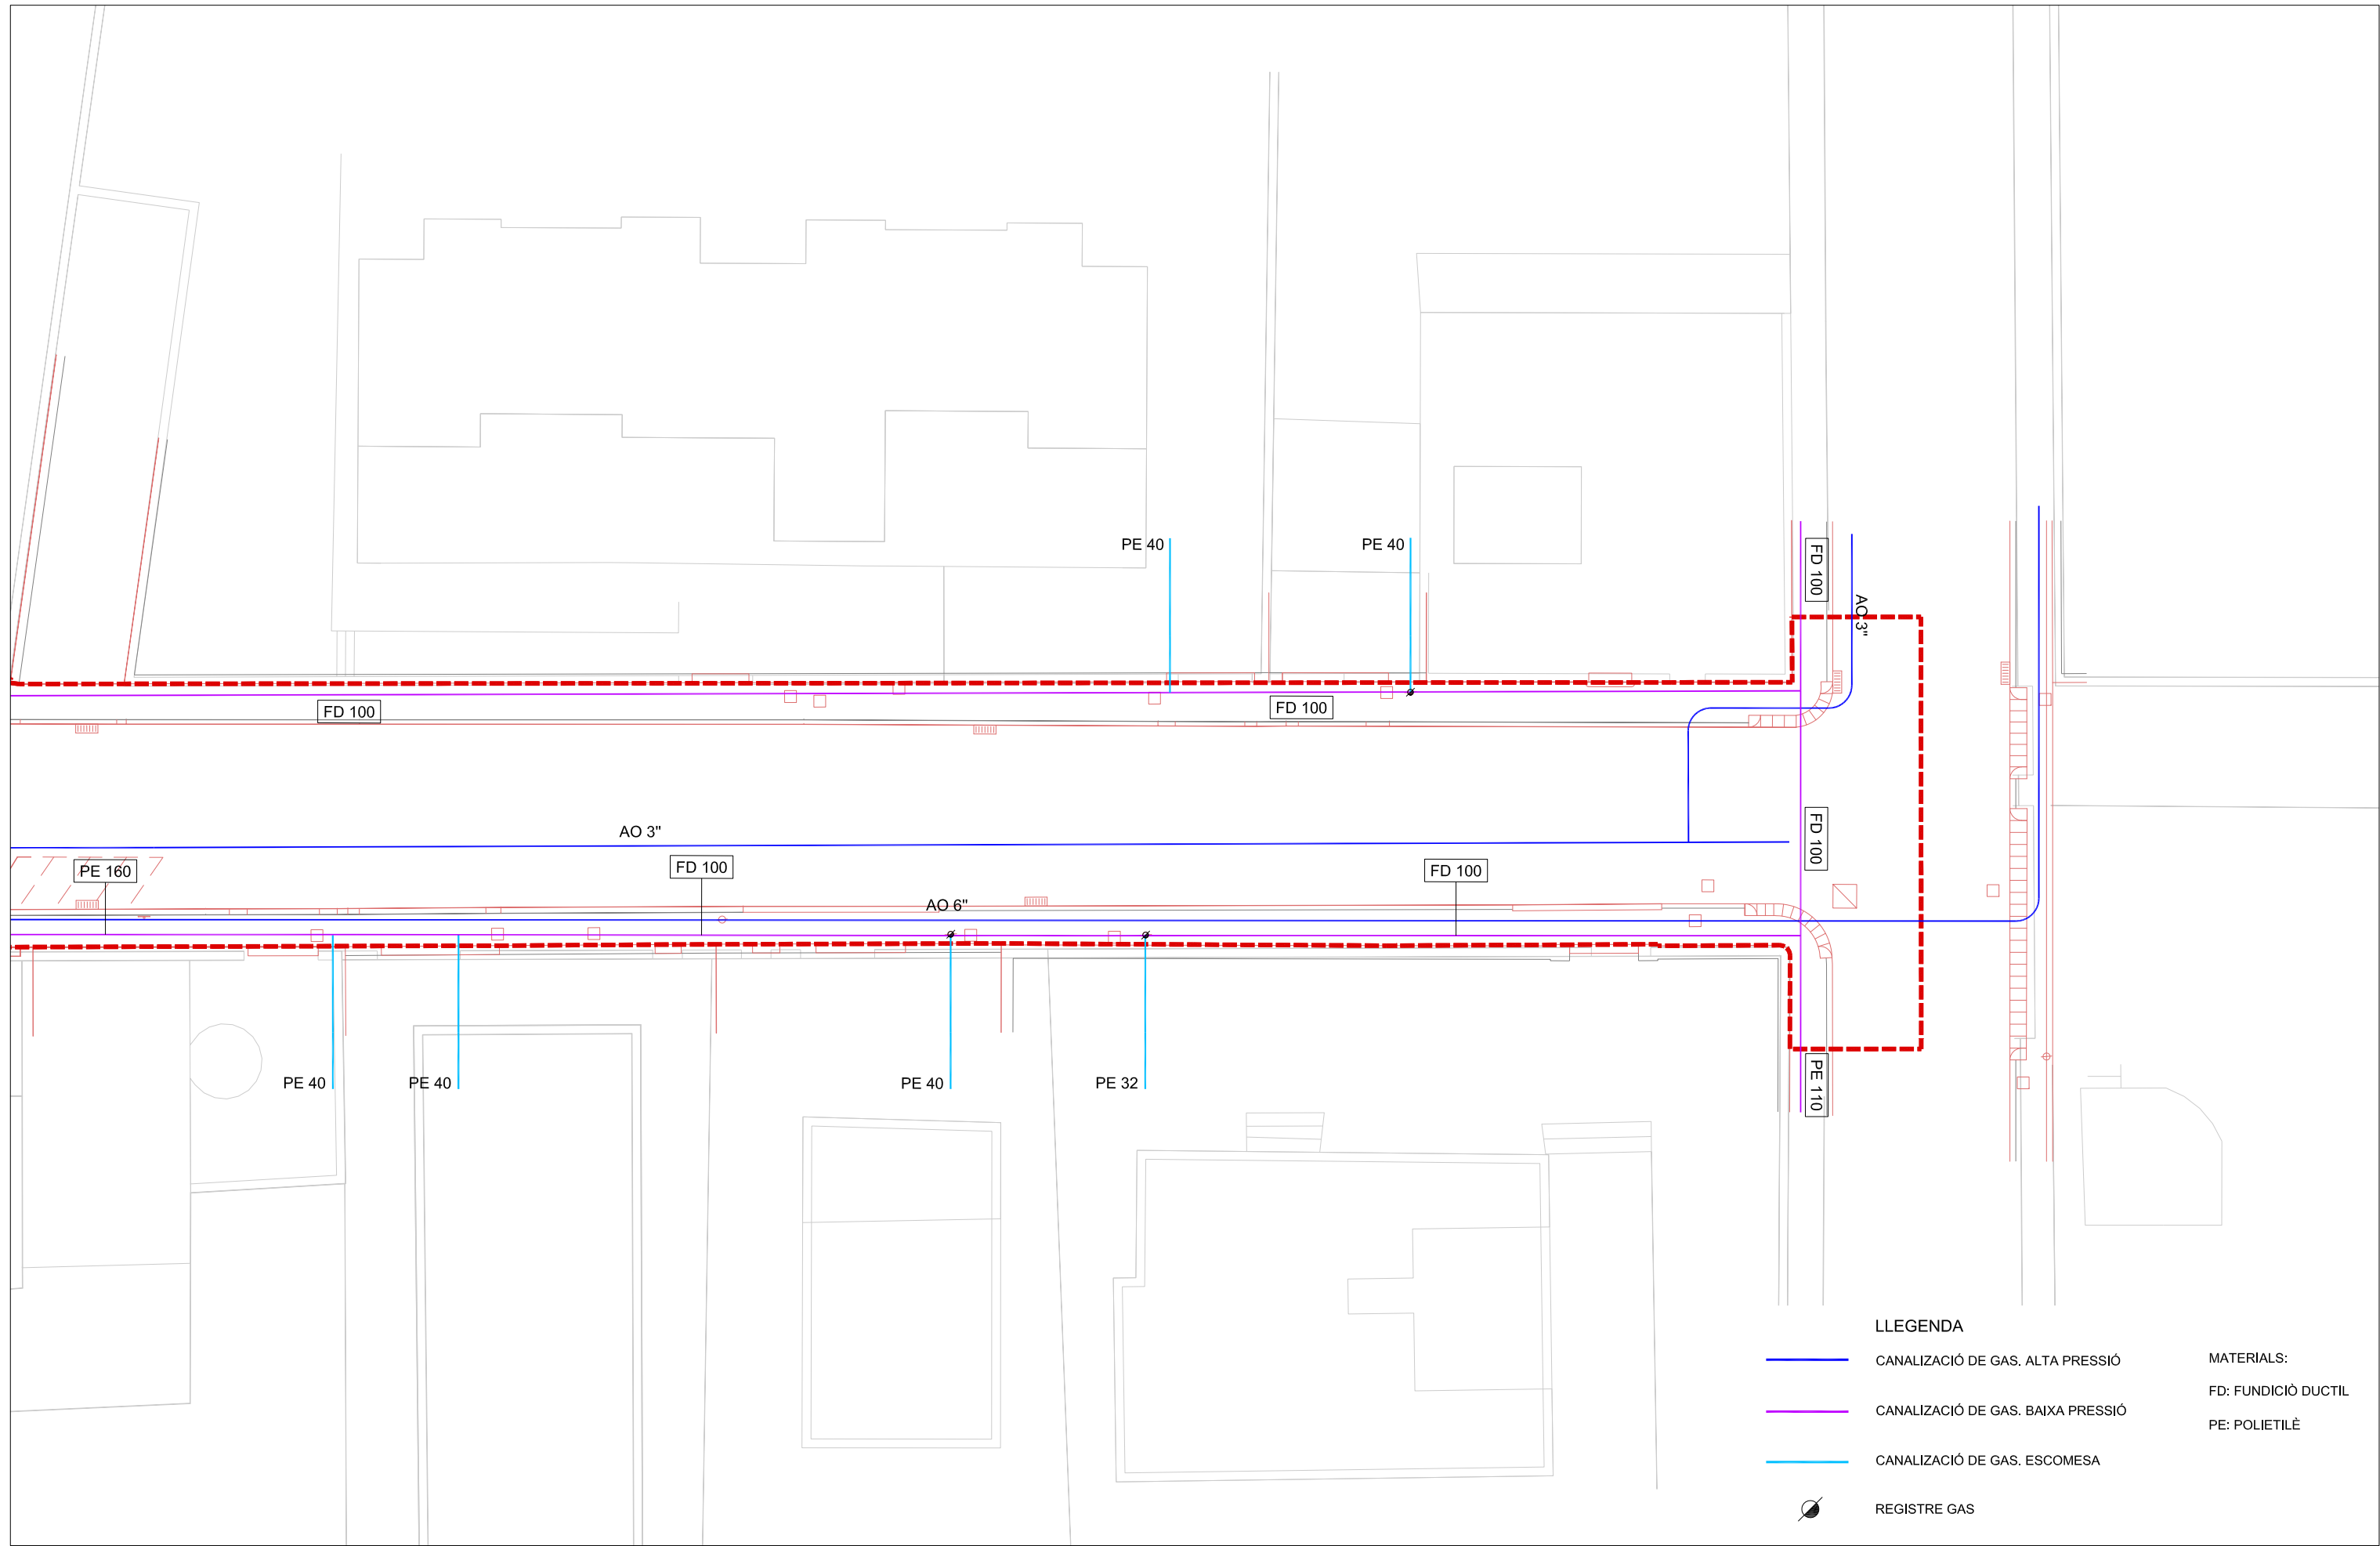 PE 40
PE 40
FD 100
AO 3"
FD 100
FD 100
AO 3"
FD 100
PE 160
FD 100
FD 100
AO 6"
PE 40
PE 40
PE 40
PE 32
PE 110
LLEGENDA
CANALIZACIÓ DE GAS. ALTA PRESSIÓ
CANALIZACIÓ DE GAS. BAIXA PRESSIÓ
CANALIZACIÓ DE GAS. ESCOMESA
REGISTRE GAS
MATERIALS:
FD: FUNDICIÒ DUCTIL
PE: POLIETILÈ